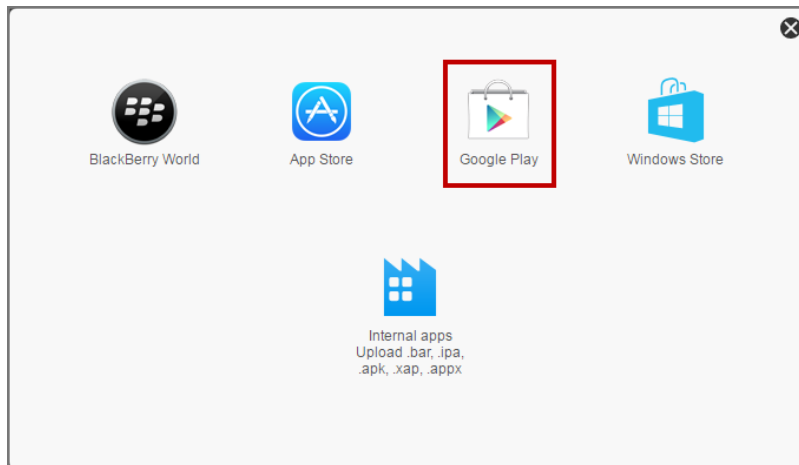 BlackBerry World
App Store
Google Play
Windows Store
Internal apps
Upload .bar, .ipa,
.apk, .xap, .appx